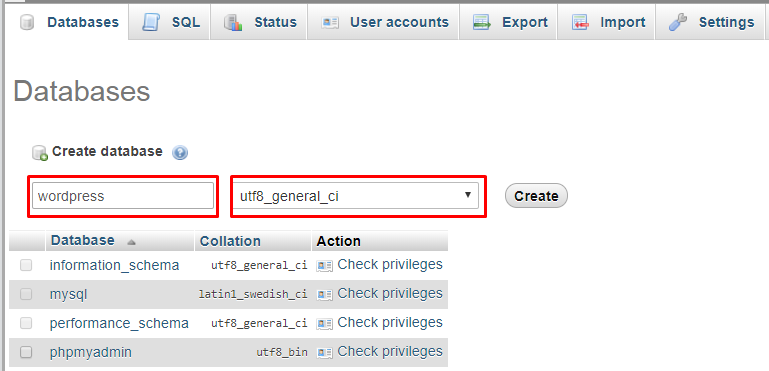 Databases SQL Status User accounts Export Import Settings
Databases
Create database
wordpress utf8_general_ci Create
Database Collation Action
information_schema utf8_general_ci Check privileges
mysql latin1_swedish_ci Check privileges
performance_schema utf8_general_ci Check privileges
phpmyadmin utf8_bin Check privileges